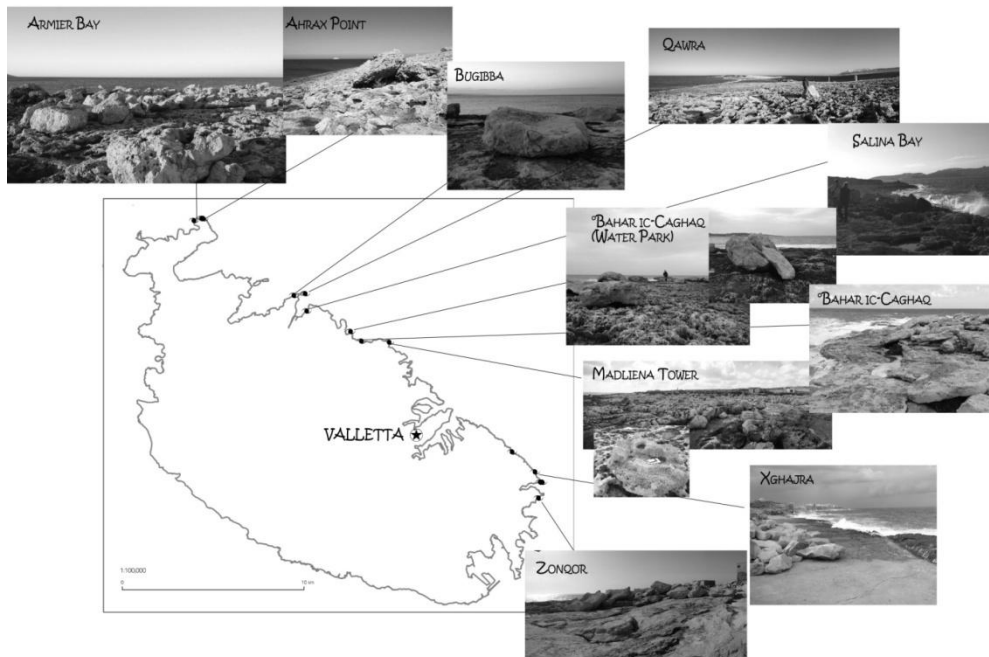 ARMIER BAY
AHRAX POINT
BUGIBBA
QAWRA
SALINA BAY
BAHAR IC-CAGHAQ
(WATER PARK)
BAHAR IC-CAGHAQ
MADLIENA TOWER
VALLETTA
XGHAJRA
ZONQOR
1:100,000
0
10 km